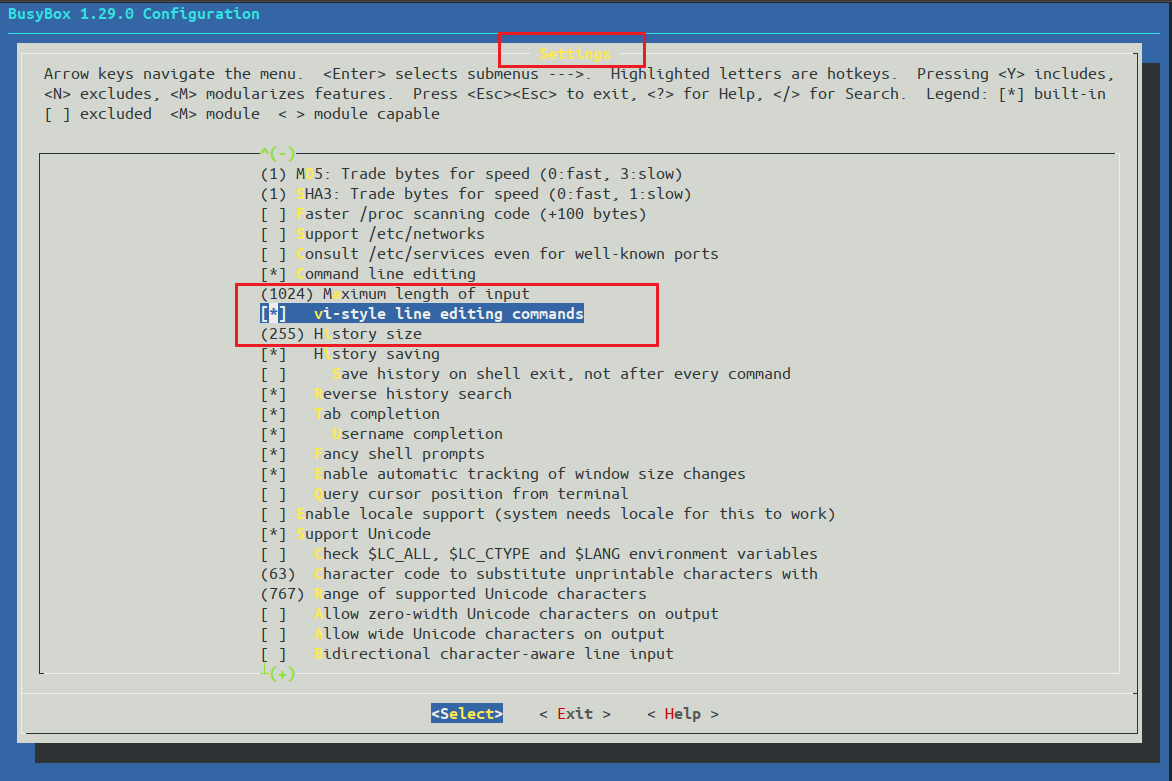 BusyBox 1.29.0 Configuration
Settings
Arrow keys navigate the menu.  <Enter> selects submenus --->.  Highlighted letters are hotkeys.  Pressing <Y> includes,
<N> excludes, <M> modularizes features.  Press <Esc><Esc> to exit, <?> for Help, </> for Search.  Legend: [*] built-in
[ ] excluded  <M> module  < > module capable
^(-)
(1) MD5: Trade bytes for speed (0:fast, 3:slow)
(1) SHA3: Trade bytes for speed (0:fast, 1:slow)
[ ] Faster /proc scanning code (+100 bytes)
[ ] Support /etc/networks
[ ] Consult /etc/services even for well-known ports
[*] Command line editing
(1024) Maximum length of input
[*]   vi-style line editing commands
(255) History size
[*]   History saving
[ ]     Save history on shell exit, not after every command
[*]   Reverse history search
[*]   Tab completion
[*]     Username completion
[*]   Fancy shell prompts
[*]   Enable automatic tracking of window size changes
[ ]   Query cursor position from terminal
[ ] Enable locale support (system needs locale for this to work)
[*] Support Unicode
[ ]   Check $LC_ALL, $LC_CTYPE and $LANG environment variables
(63)  Character code to substitute unprintable characters with
(767) Range of supported Unicode characters
[ ]   Allow zero-width Unicode characters on output
[ ]   Allow wide Unicode characters on output
[ ]   Bidirectional character-aware line input
┴(+)
<Select>    < Exit >    < Help >